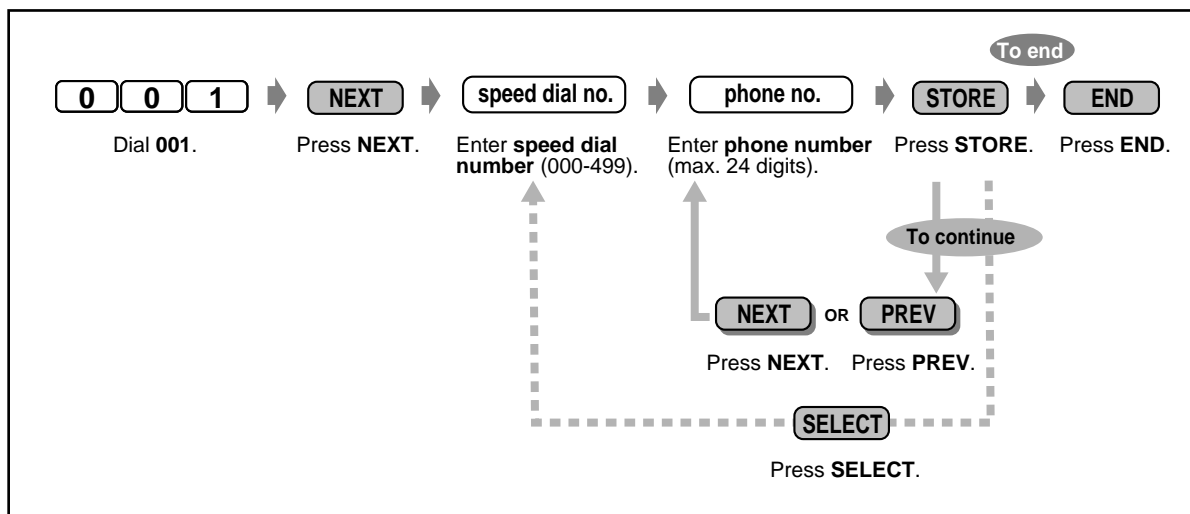 To end
0 0 1 NEXT speed dial no. phone no. STORE END
Dial 001. Press NEXT. Enter speed dial number (000-499). Enter phone number (max. 24 digits). Press STORE. Press END.
To continue
NEXT OR PREV
Press NEXT. Press PREV.
SELECT
Press SELECT.